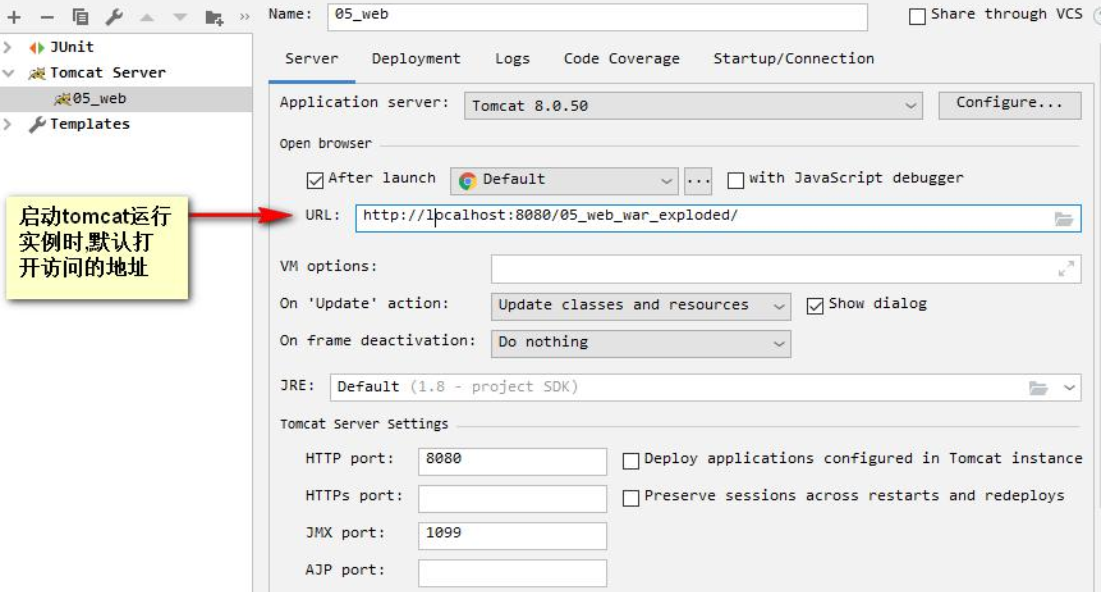 Name: 05_web
Share through VCS
JUnit
Tomcat Server
05_web
Templates
Server Deployment Logs Code Coverage Startup/Connection
Application server: Tomcat 8.0.50 Configure...
Open browser
After launch Default ... with JavaScript debugger
启动tomcat运行
实例时,默认打
开访问的地址
URL: http://localhost:8080/05_web_war_exploded/
VM options:
On 'Update' action: Update classes and resources Show dialog
On frame deactivation: Do nothing
JRE: Default (1.8 - project SDK)
Tomcat Server Settings
HTTP port: 8080 Deploy applications configured in Tomcat instance
HTTPs port: Preserve sessions across restarts and redeploys
JMX port: 1099
AJP port: